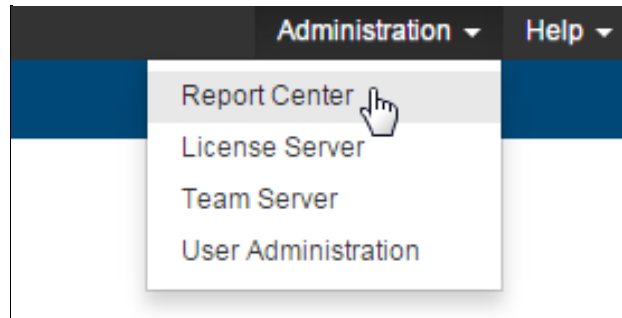 Administration Help
Report Center
License Server
Team Server
User Administration